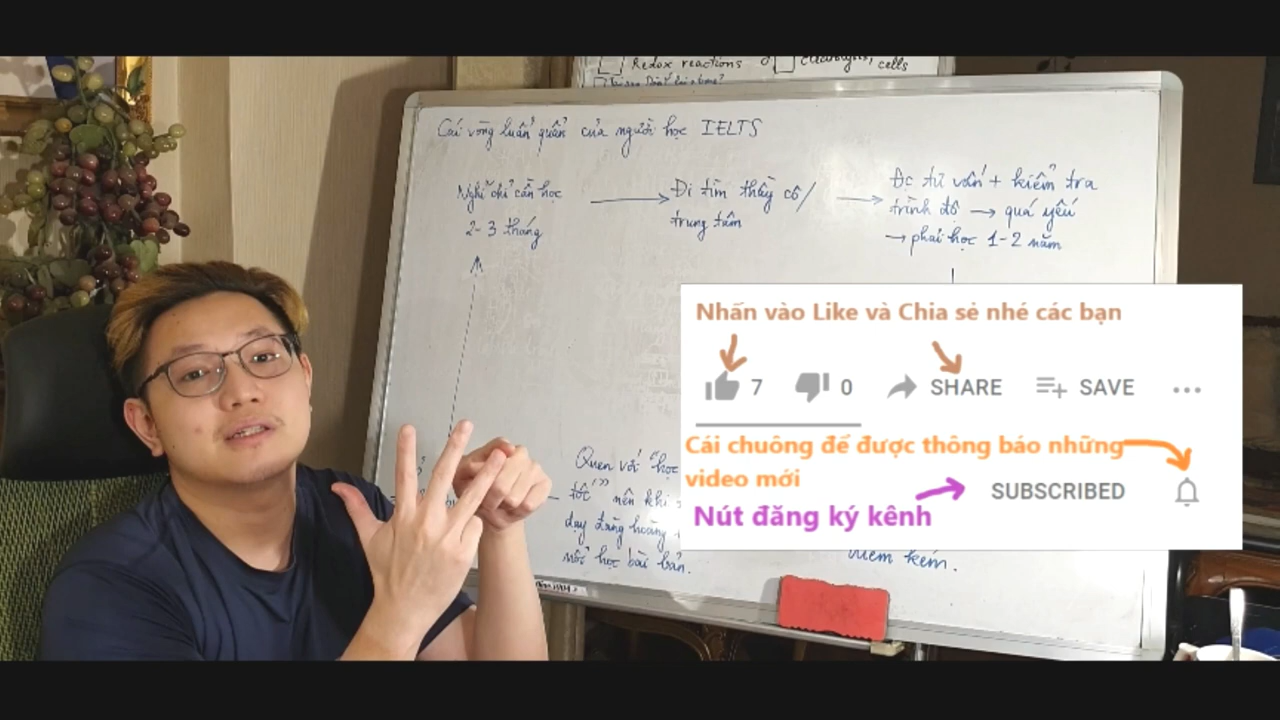 Redox reactions
cells
Cái vòng luẩn quẩn của người học IELTS
Nghĩ chỉ cần học
2-3 tháng
Đi tìm thầy cô/
trung tâm
Đc tư vấn + kiểm tra
trình độ → quá yếu
→ phải học 1-2 năm
Nhấn vào Like và Chia sẻ nhé các bạn
7
0
SHARE
SAVE
Cái chuông để được thông báo những
video mới
SUBSCRIBED
Nút đăng ký kênh
Quen với "học
tốc" nên khi
dạy đàng hoàng
nổi học bài bản.
kém.